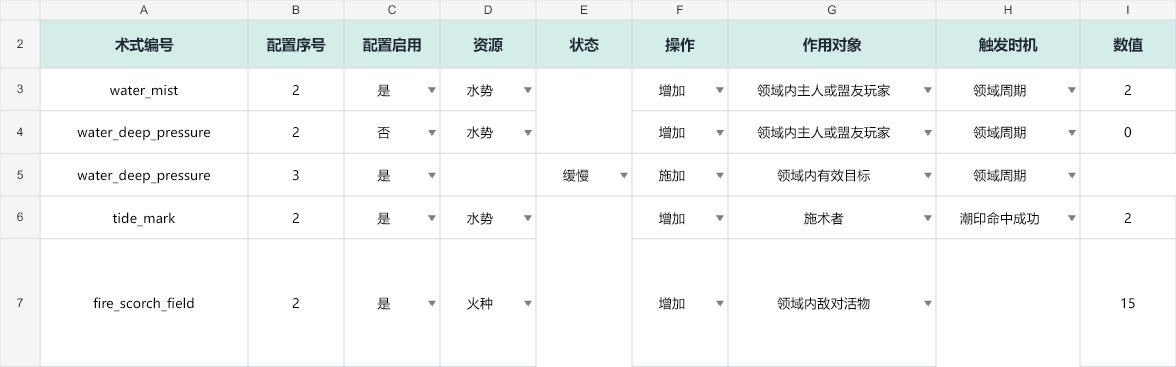 A B C D E F G H I
2 术式编号 配置序号 配置启用 资源 状态 操作 作用对象 触发时机 数值
3 water_mist 2 是 水势 增加 领域内主人或盟友玩家 领域周期 2
4 water_deep_pressure 2 否 水势 增加 领域内主人或盟友玩家 领域周期 0
5 water_deep_pressure 3 是 缓慢 施加 领域内有效目标 领域周期
6 tide_mark 2 是 水势 增加 施术者 潮印命中成功 2
7 fire_scorch_field 2 是 火种 增加 领域内敌对活物 15